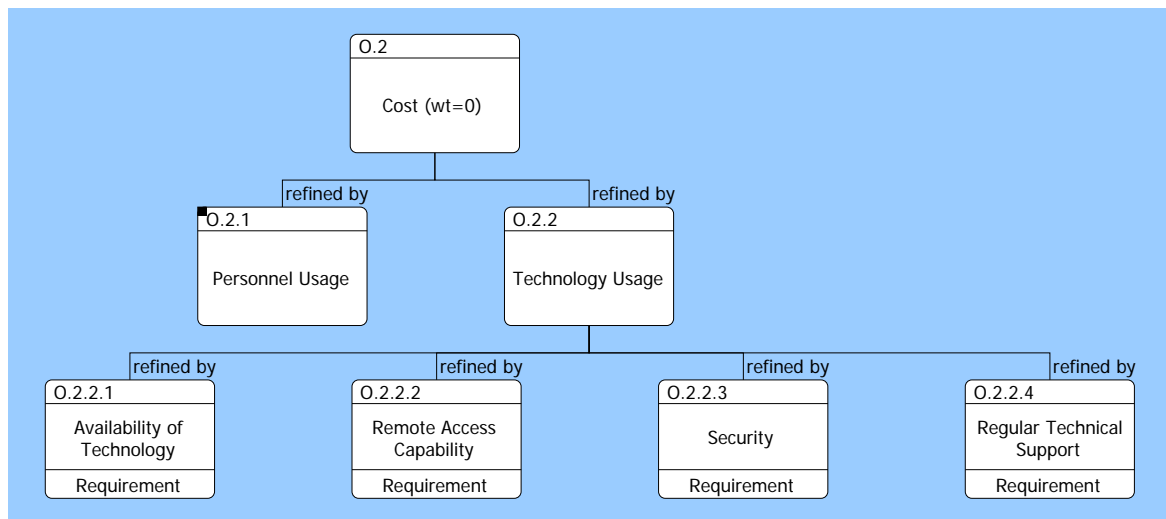 O.2
Cost (wt=0)
refined by
refined by
O.2.1
Personnel Usage
O.2.2
Technology Usage
refined by
refined by
refined by
refined by
O.2.2.1
Availability of
Technology
Requirement
O.2.2.2
Remote Access
Capability
Requirement
O.2.2.3
Security
Requirement
O.2.2.4
Regular Technical
Support
Requirement